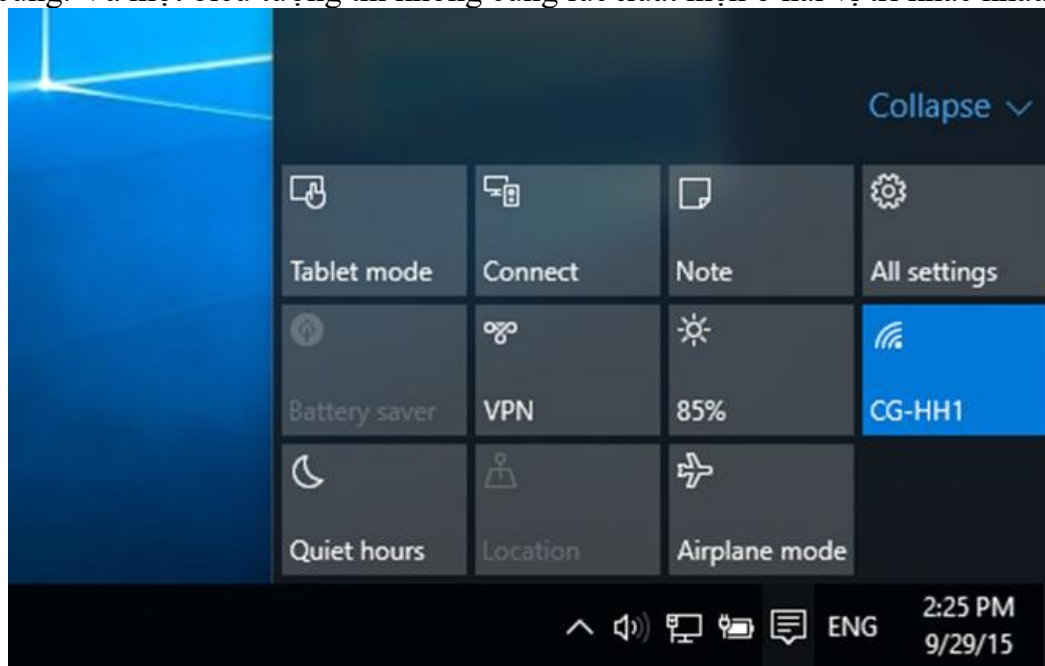 Collapse
Tablet mode
Connect
Note
All settings
Battery saver
VPN
85%
CG-HH1
Quiet hours
Location
Airplane mode
ENG
2:25 PM
9/29/15